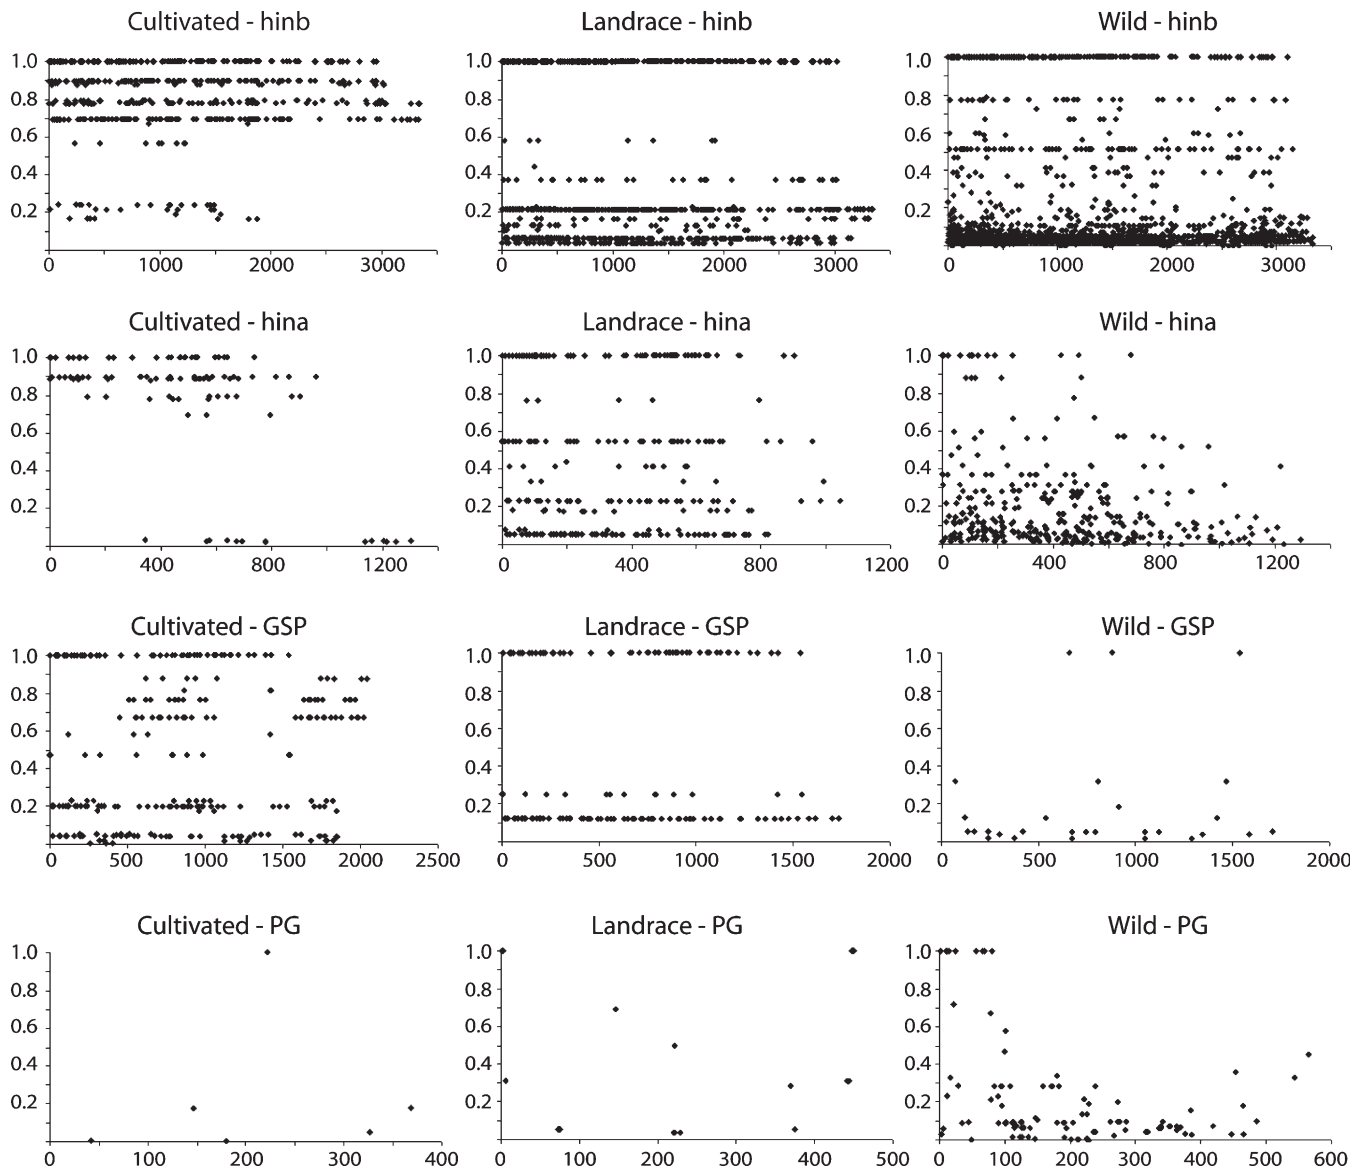 Cultivated - hinb Landrace - hinb Wild - hinb
1.0 1.0 1.0
0.8 0.8 0.8
0.6 0.6 0.6
0.4 0.4 0.4
0.2 0.2 0.2
0 1000 2000 3000 0 1000 2000 3000 0 1000 2000 3000
Cultivated - hina Landrace - hina Wild - hina
1.0 1.0 1.0
0.8 0.8 0.8
0.6 0.6 0.6
0.4 0.4 0.4
0.2 0.2 0.2
0 400 800 1200 0 400 800 1200 0 400 800 1200
Cultivated - GSP Landrace - GSP Wild - GSP
1.0 1.0 1.0
0.8 0.8 0.8
0.6 0.6 0.6
0.4 0.4 0.4
0.2 0.2 0.2
0 500 1000 1500 2000 2500 0 500 1000 1500 2000 0 500 1000 1500 2000
Cultivated - PG Landrace - PG Wild - PG
1.0 1.0 1.0
0.8 0.8 0.8
0.6 0.6 0.6
0.4 0.4 0.4
0.2 0.2 0.2
0 100 200 300 400 0 100 200 300 400 500 0 100 200 300 400 500 600